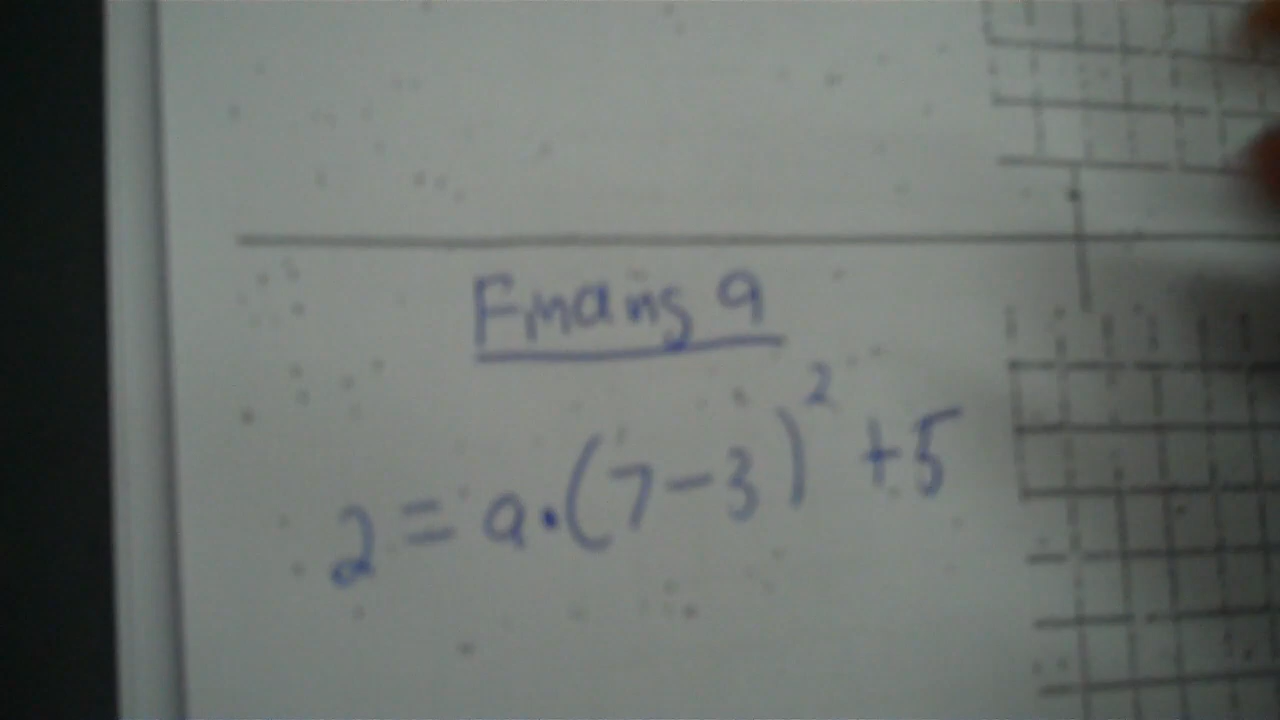 Finding a
2 = a·(7-3)² + 5